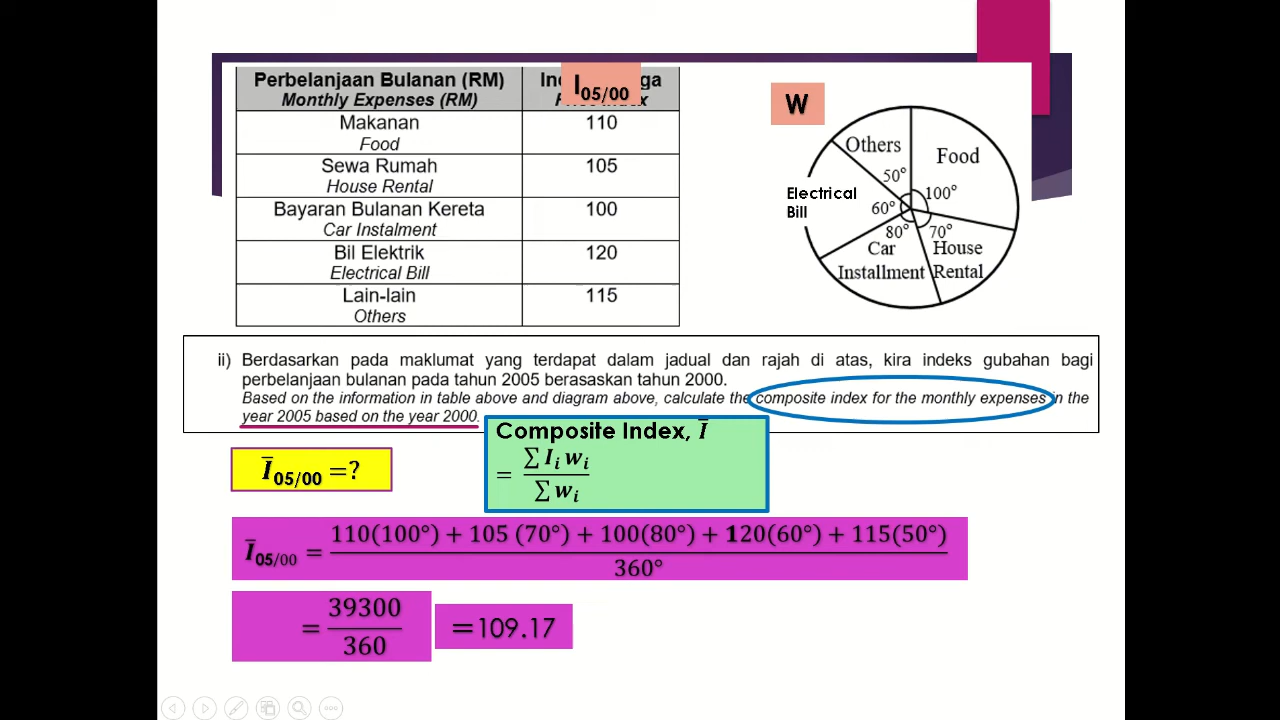 Perbelanjaan Bulanan (RM)
Monthly Expenses (RM)
I05/00
Makanan
Food
110
Sewa Rumah
House Rental
105
Bayaran Bulanan Kereta
Car Instalment
100
Bil Elektrik
Electrical Bill
120
Lain-lain
Others
115
W
Others
Food
50°
100°
Electrical
Bill
60°
80°
70°
Car
Installment
House
Rental
ii) Berdasarkan pada maklumat yang terdapat dalam jadual dan rajah di atas, kira indeks gubahan bagi
perbelanjaan bulanan pada tahun 2005 berasaskan tahun 2000.
Based on the information in table above and diagram above, calculate the composite index for the monthly expenses in the
year 2005 based on the year 2000.
Composite Index, Ī
= ∑ Iᵢ wᵢ / ∑ wᵢ
Ī05/00 =?
Ī05/00 = 110(100°) + 105 (70°) + 100(80°) + 120(60°) + 115(50°) / 360°
= 39300 / 360
=109.17